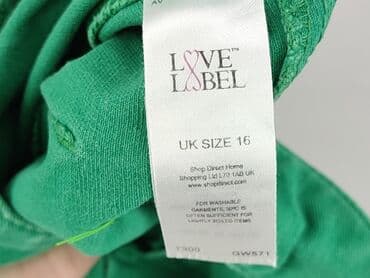 LOVE™
LABEL
UK SIZE 16
Shop Direct Home
Shopping Ltd L70 1AB UK
www.shopdirect.com
FOR WASHABLE
GARMENTS, 30°C IS
OFTEN SUFFICIENT FOR
LIGHTLY SOILED ITEMS
GW571